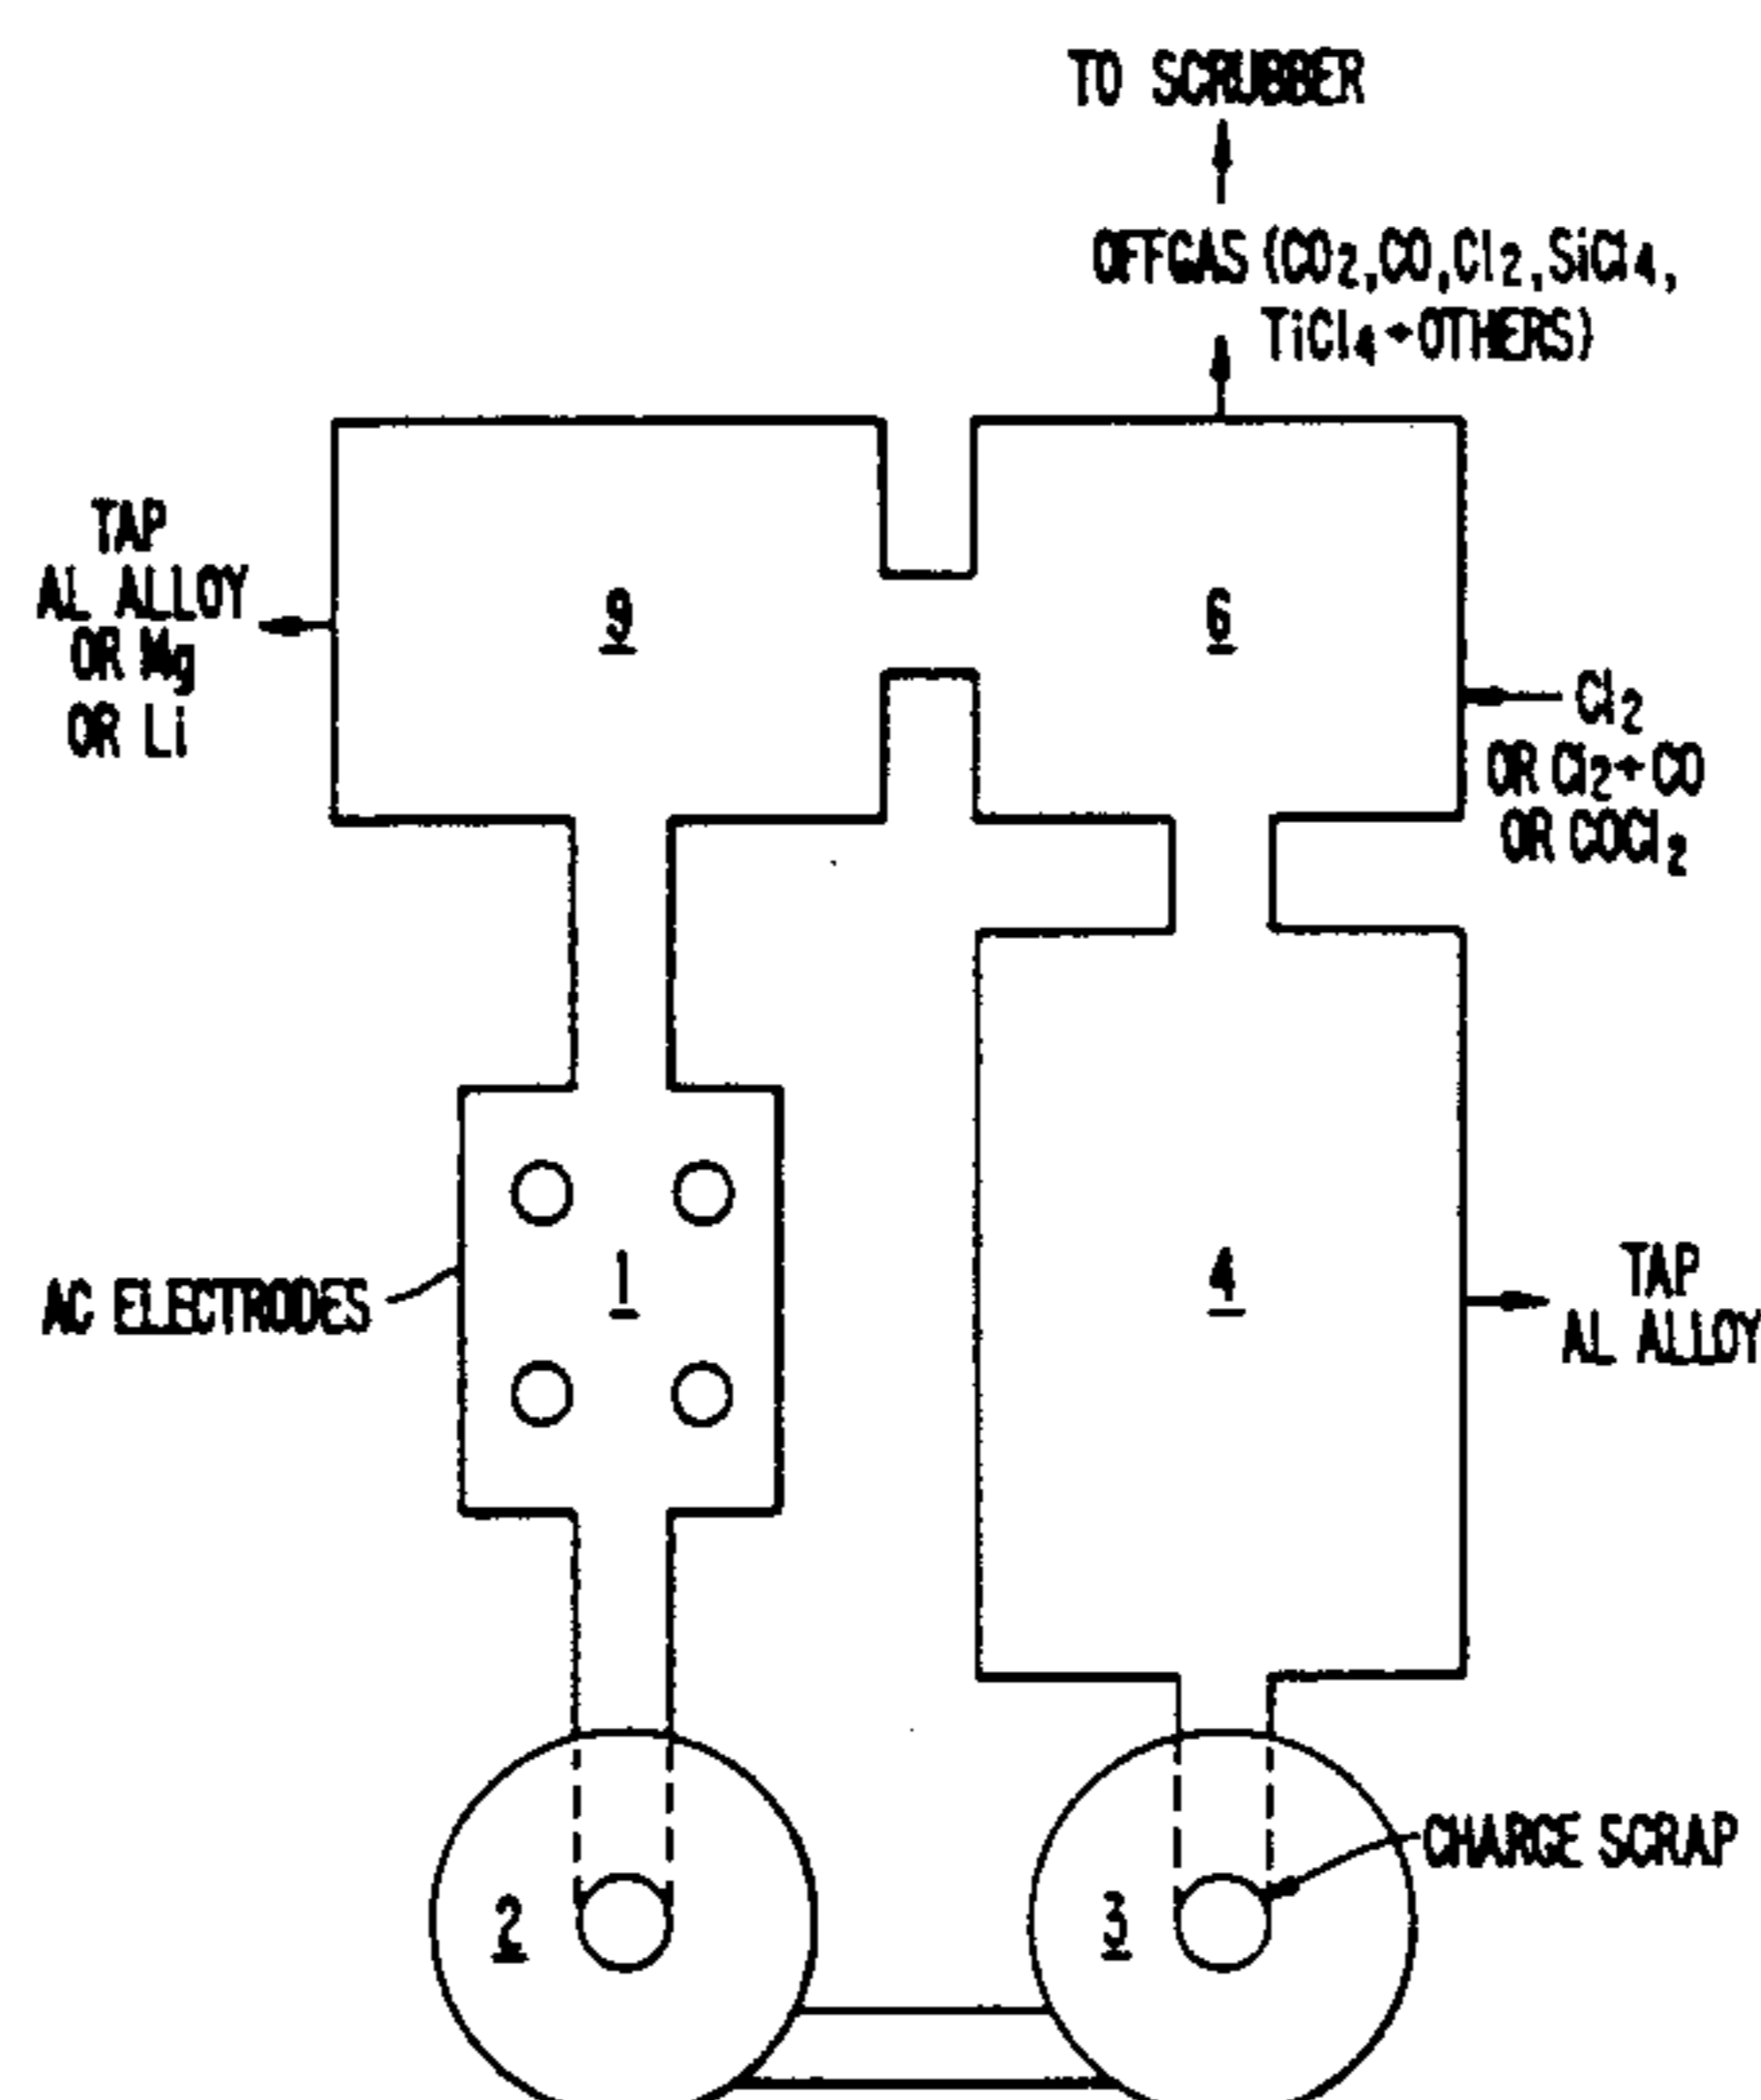 TO SCRUBBER
OFFGAS (CO2,CO,Cl2,SiCl4,
TiCl4+OTHERS)
TAP
AL ALLOY
OR Mg
OR Li
9
6
Cl2
OR Cl2+CO
OR COCl2
AC ELECTRODES
1
4
TAP
AL ALLOY
CHARGE SCRAP
2
3